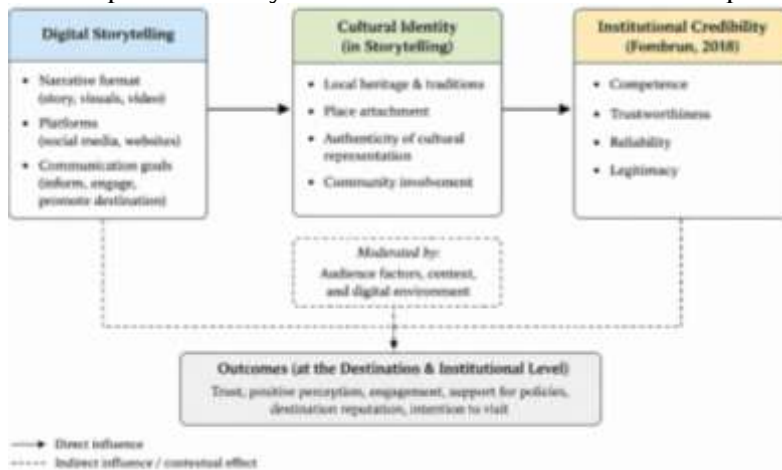 Digital Storytelling
• Narrative format
(story, visuals, video)
• Platforms
(social media, websites)
• Communication goals
(inform, engage,
promote destination)
Cultural Identity
(in Storytelling)
• Local heritage & traditions
• Place attachment
• Authenticity of cultural
representation
• Community involvement
Institutional Credibility
(Fombrun, 2018)
• Competence
• Trustworthiness
• Reliability
• Legitimacy
Moderated by:
Audience factors, context,
and digital environment
Outcomes (at the Destination & Institutional Level)
Trust, positive perception, engagement, support for policies,
destination reputation, intention to visit
Direct influence
Indirect influence / contextual effect